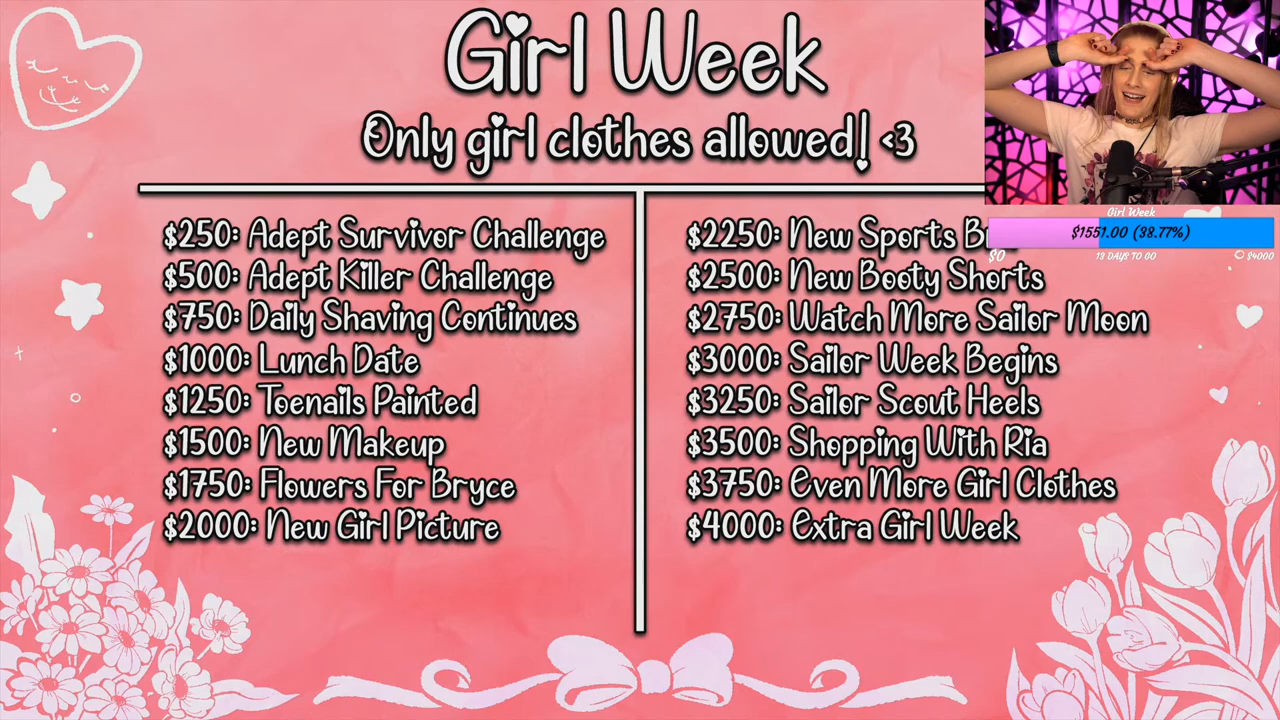 Girl Week
Only girl clothes allowed! <3
$250: Adept Survivor Challenge
$500: Adept Killer Challenge
$750: Daily Shaving Continues
$1000: Lunch Date
$1250: Toenails Painted
$1500: New Makeup
$1750: Flowers For Bryce
$2000: New Girl Picture
$2250: New Sports
$2500: New Booty Shorts
$2750: Watch More Sailor Moon
$3000: Sailor Week Begins
$3250: Sailor Scout Heels
$3500: Shopping With Ria
$3750: Even More Girl Clothes
$4000: Extra Girl Week
Girl Week
$1551.00 (38.77%)
$0 13 DAYS TO GO $4000